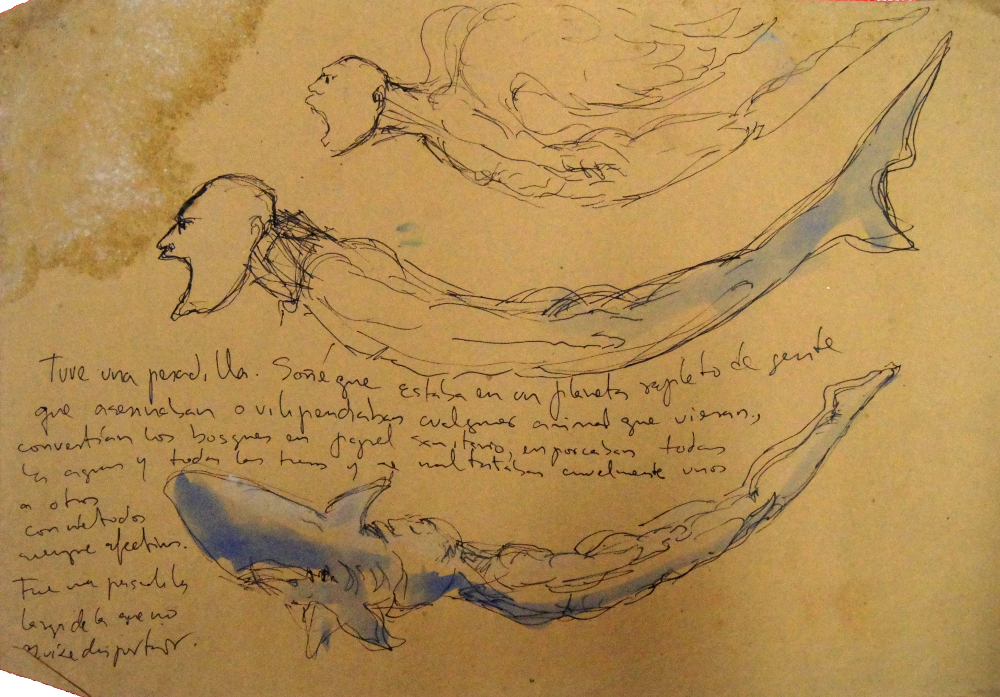 Tuve una pesadilla. Soñé que estaba en un planeta repleto de gente
que asesinaban o vilipendiaban cualquier animal que vieran,
convertían los bosques en papel sanitario, emporcaban todas
las aguas y todas las tierras y se maltrataban cruelmente unos
a otros
con métodos
siempre efectivos.
Fue una pesadilla
larga de la que no
quise despertar.